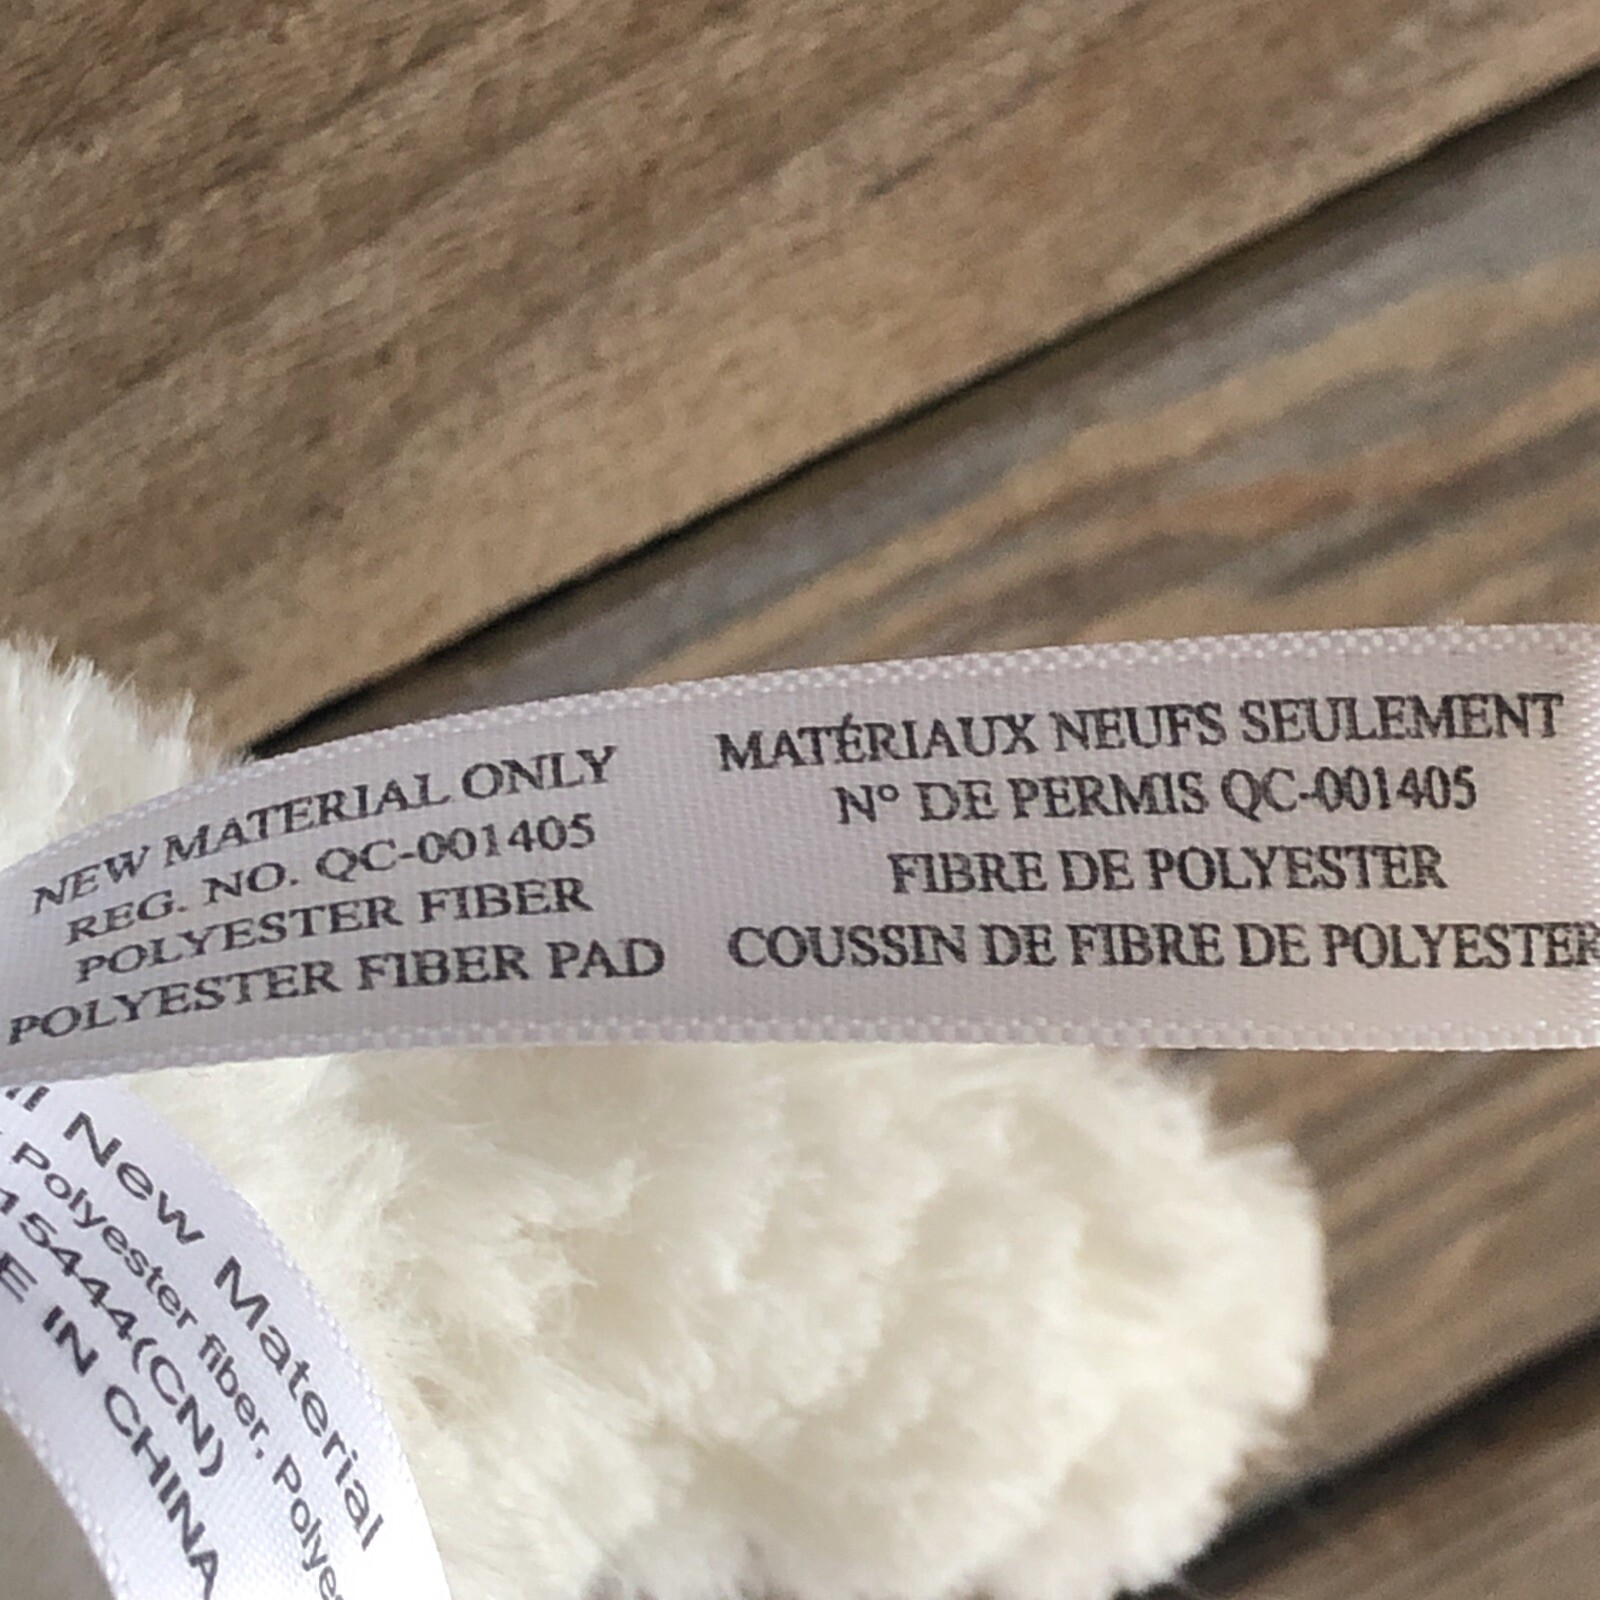 NEW MATERIAL ONLY
REG. NO. QC-001405
POLYESTER FIBER
POLYESTER FIBER PAD
MATÉRIAUX NEUFS SEULEMENT
N° DE PERMIS QC-001405
FIBRE DE POLYESTER
COUSSIN DE FIBRE DE POLYESTER
New Material
Polyester fiber, Polye
15444(CN)
E IN CHINA